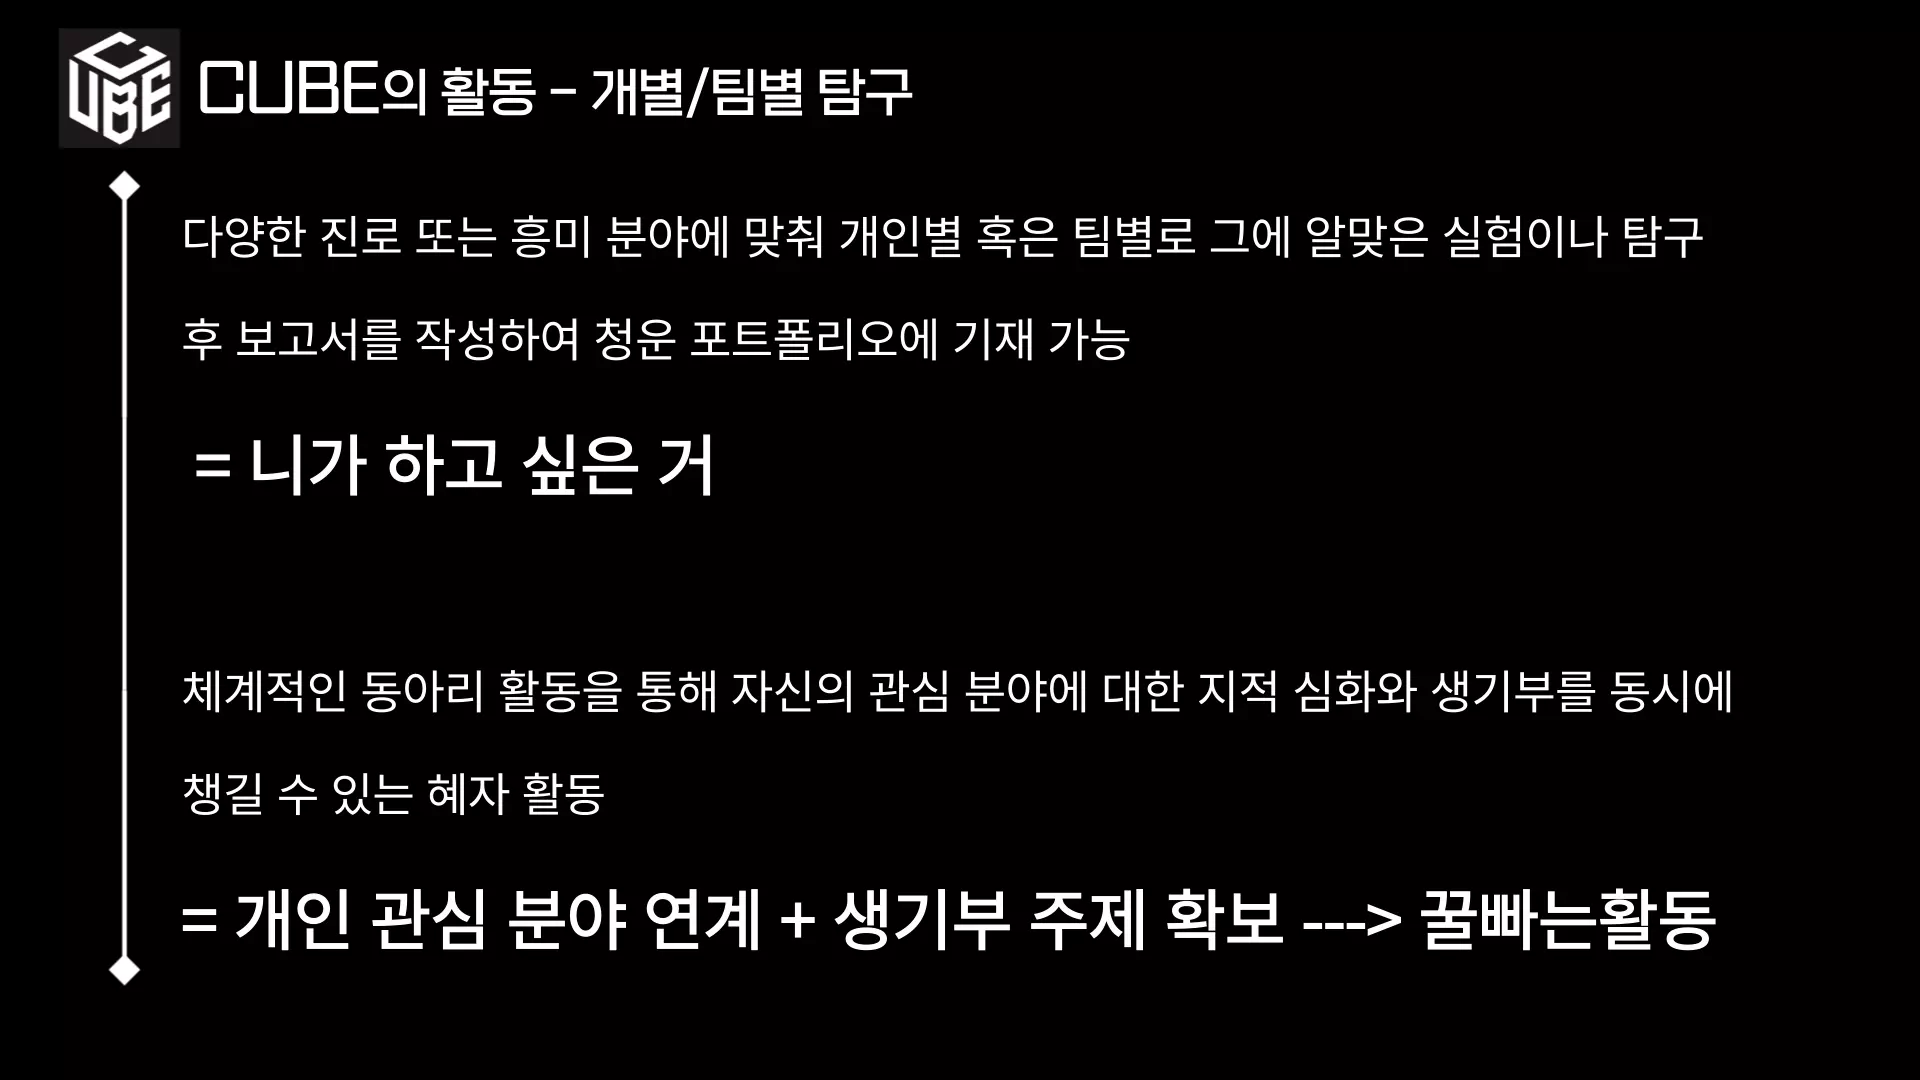 CUBE
CUBE의 활동 – 개별/팀별 탐구
다양한 진로 또는 흥미 분야에 맞춰 개인별 혹은 팀별로 그에 알맞은 실험이나 탐구
후 보고서를 작성하여 청운 포트폴리오에 기재 가능
= 니가 하고 싶은 거
체계적인 동아리 활동을 통해 자신의 관심 분야에 대한 지적 심화와 생기부를 동시에
챙길 수 있는 혜자 활동
= 개인 관심 분야 연계 + 생기부 주제 확보 ---> 꿀빠는활동